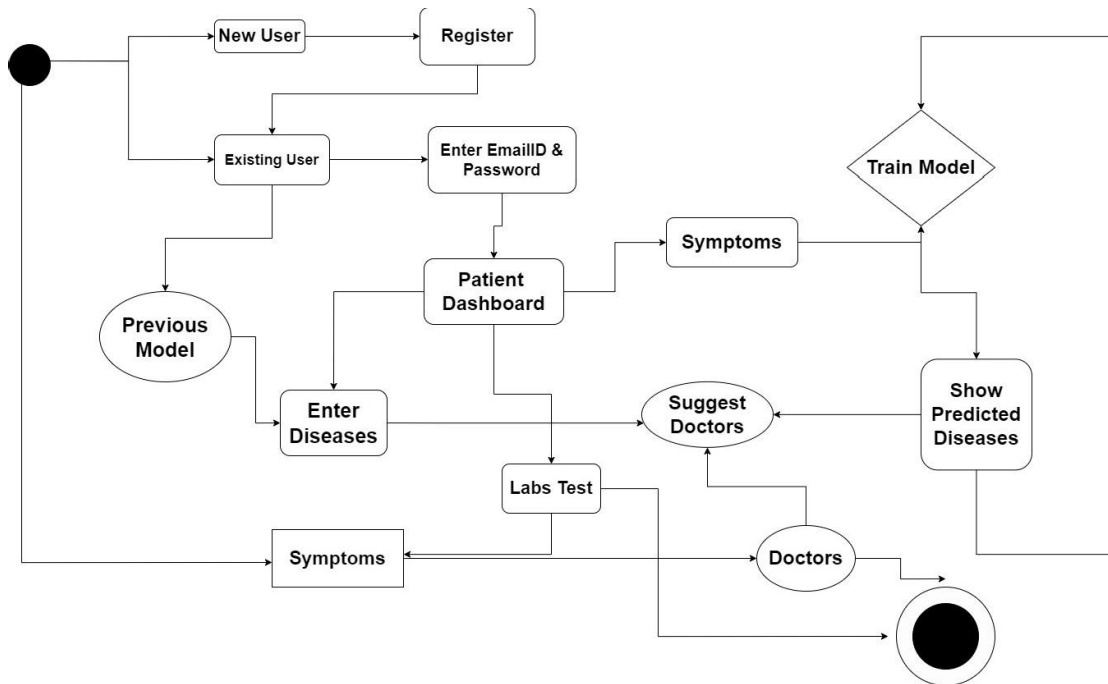 New User
Register
Existing User
Enter EmailID &
Password
Train Model
Symptoms
Patient
Dashboard
Previous
Model
Enter
Diseases
Suggest
Doctors
Show
Predicted
Diseases
Labs Test
Symptoms
Doctors